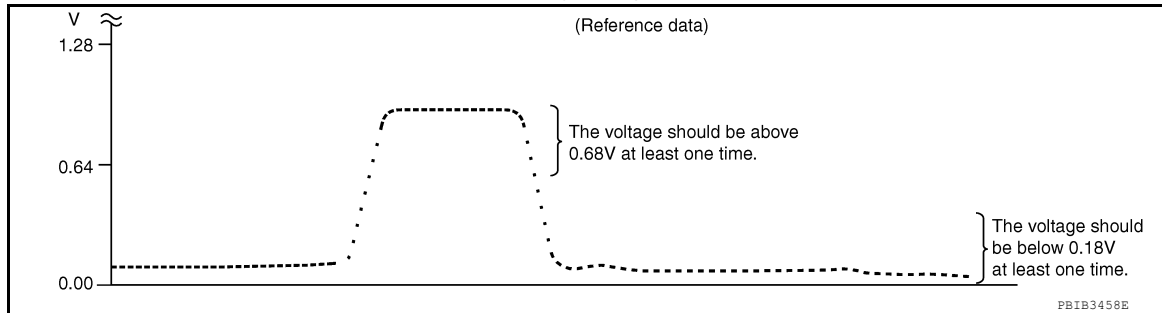 (Reference data)
V
1.28
0.64
0.00
The voltage should be above
0.68V at least one time.
The voltage should
be below 0.18V
at least one time.
PBIB3458E